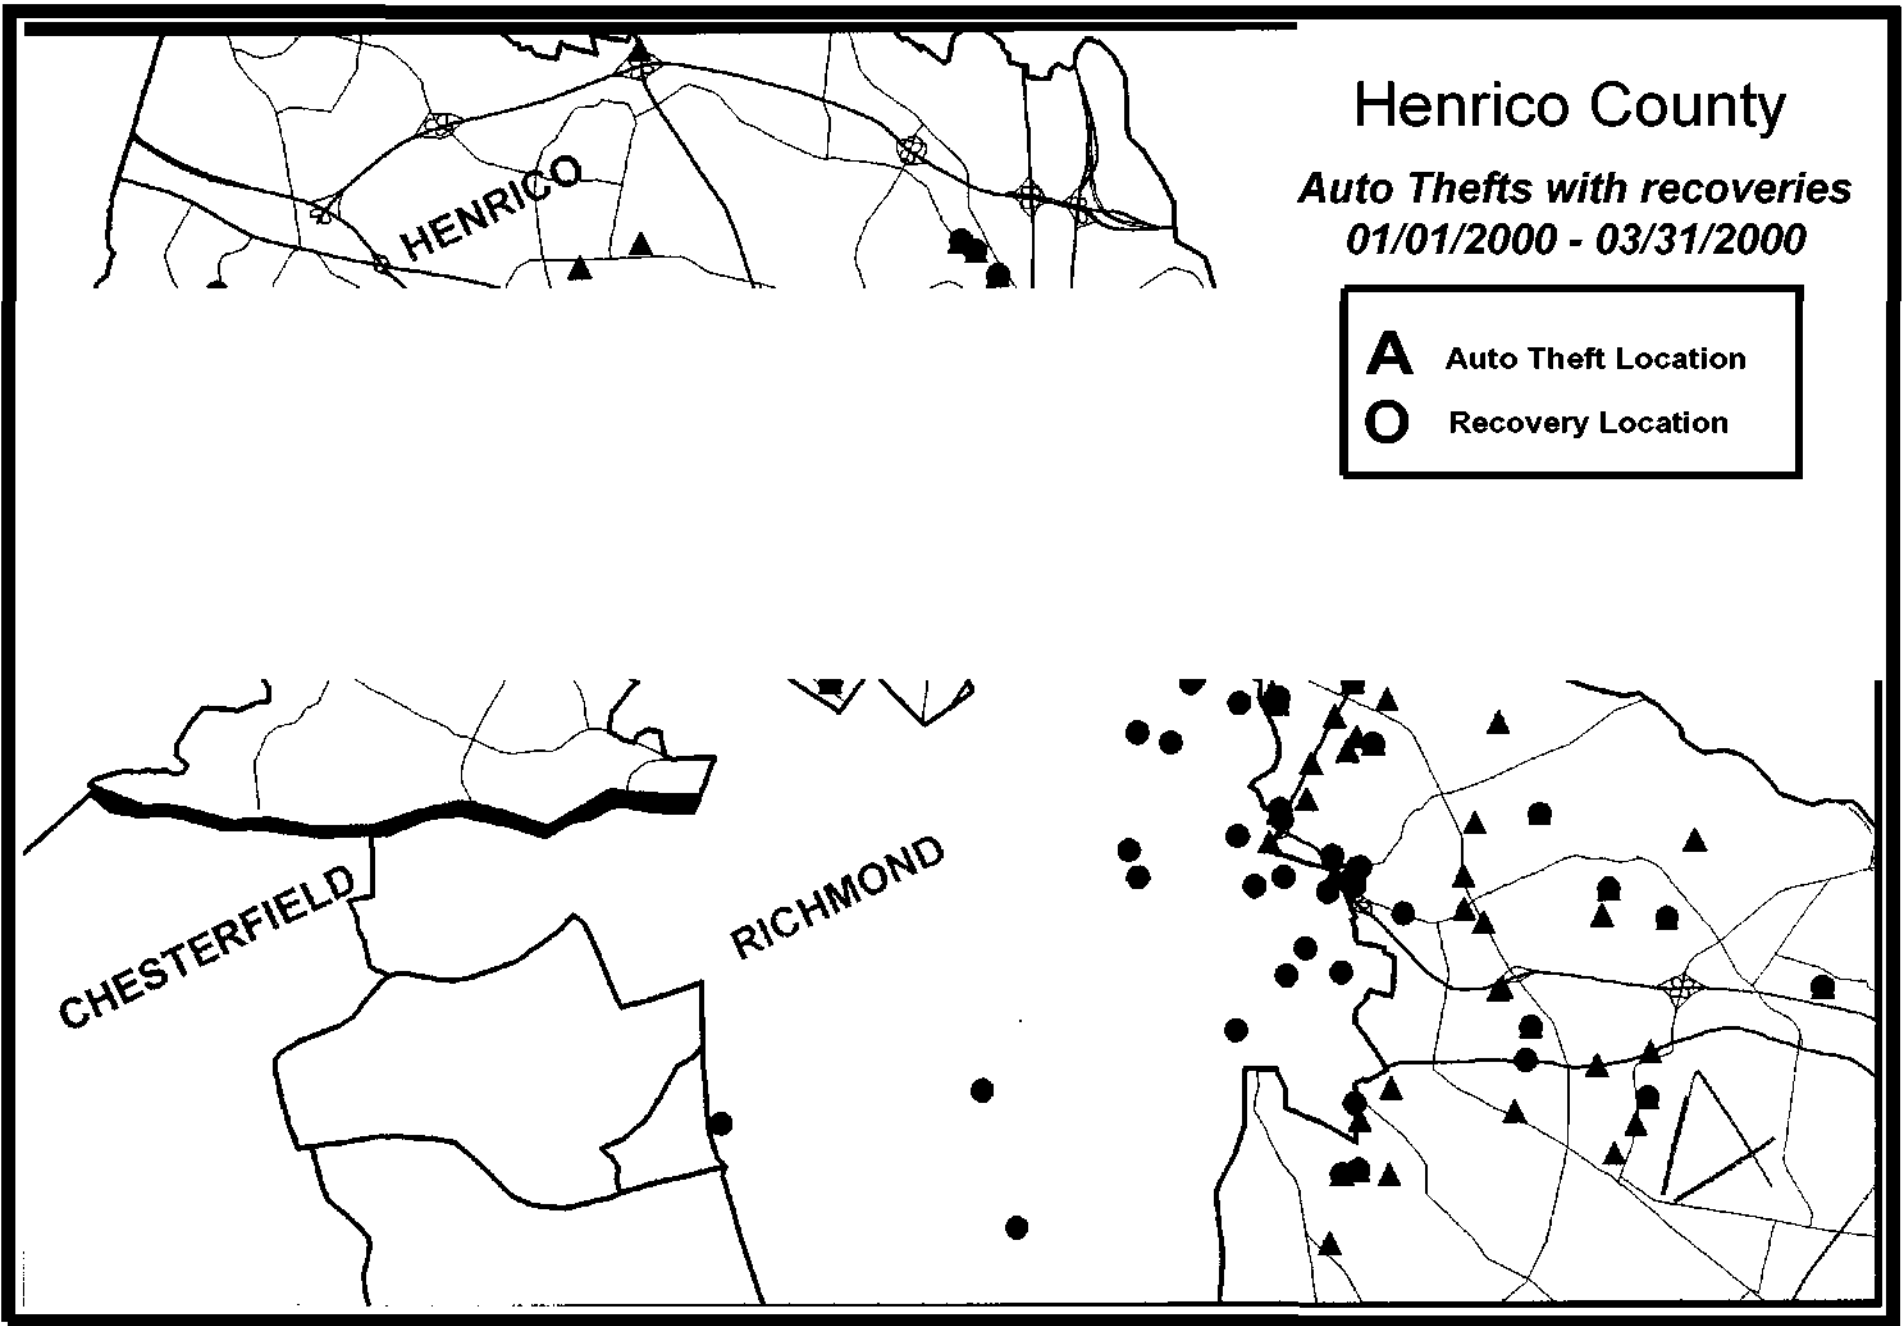 Henrico County
Auto Thefts with recoveries
01/01/2000 - 03/31/2000
A Auto Theft Location
O Recovery Location
HENRICO
CHESTERFIELD
RICHMOND